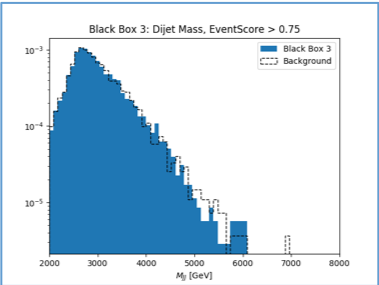 Black Box 3: Dijet Mass, EventScore > 0.75
Black Box 3
Background
10⁻³
10⁻⁴
10⁻⁵
2000 3000 4000 5000 6000 7000 8000
Mjj [GeV]